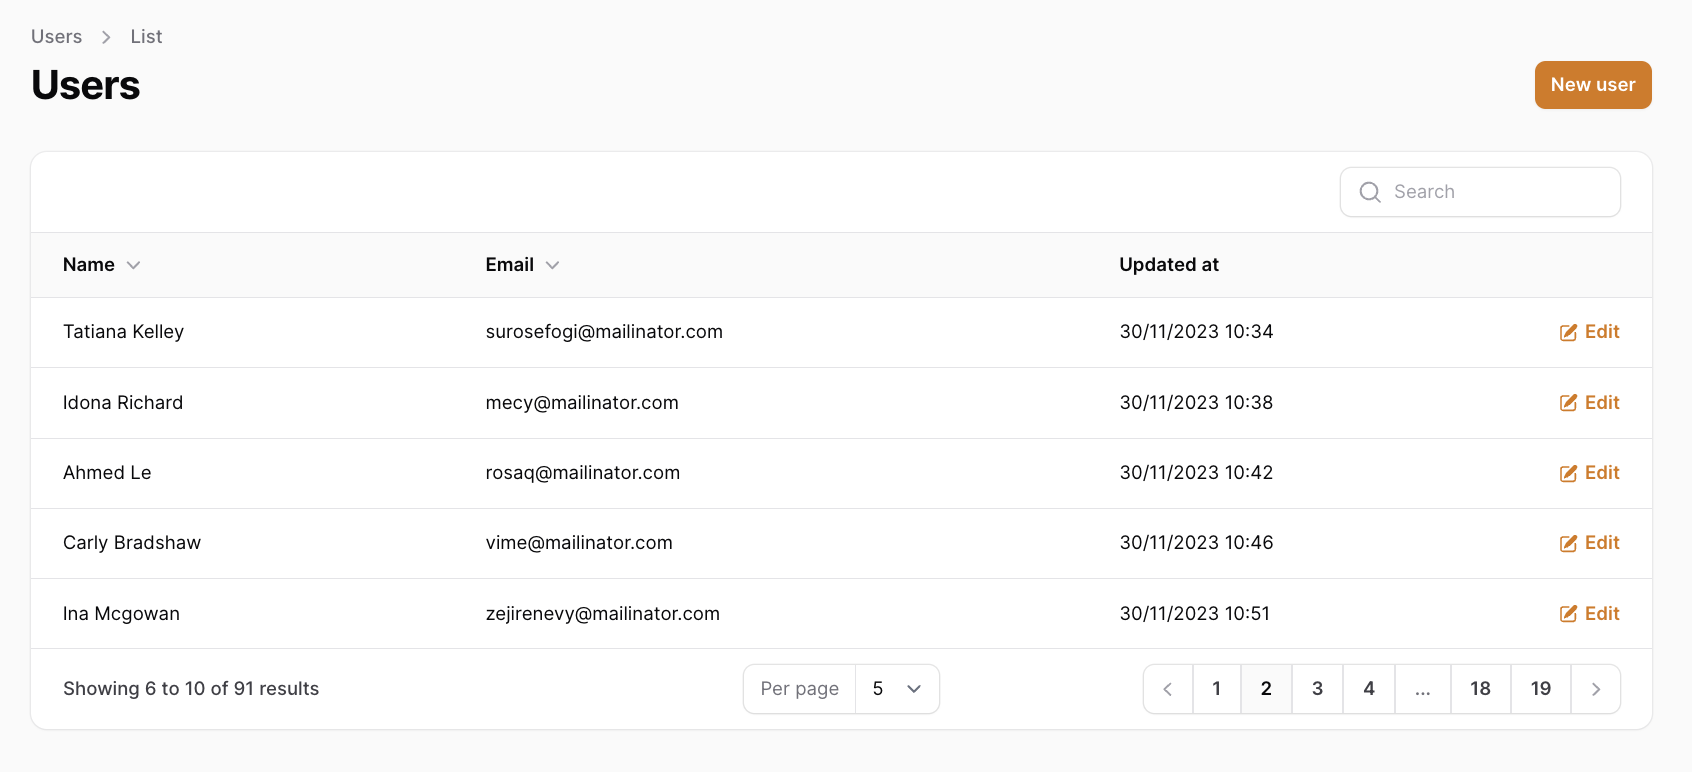 Users > List
Users
New user
Search
Name Email Updated at
Tatiana Kelley surosefogi@mailinator.com 30/11/2023 10:34 Edit
Idona Richard mecy@mailinator.com 30/11/2023 10:38 Edit
Ahmed Le rosaq@mailinator.com 30/11/2023 10:42 Edit
Carly Bradshaw vime@mailinator.com 30/11/2023 10:46 Edit
Ina Mcgowan zejirenevy@mailinator.com 30/11/2023 10:51 Edit
Showing 6 to 10 of 91 results Per page 5 < 1 2 3 4 ... 18 19 >